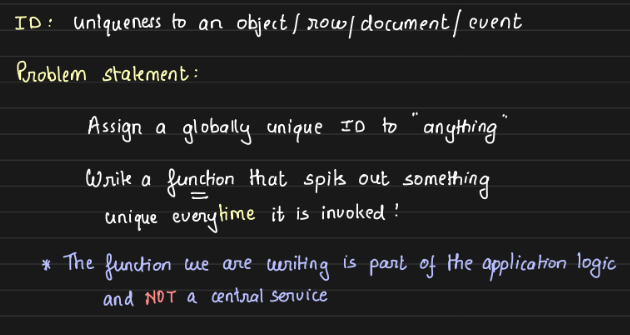 ID: uniqueness to an object / row / document / event
Problem statement:
Assign a globally unique ID to "anything"
Write a function that spits out something
unique everytime it is invoked!
* The function we are writing is part of the application logic
and NOT a central service